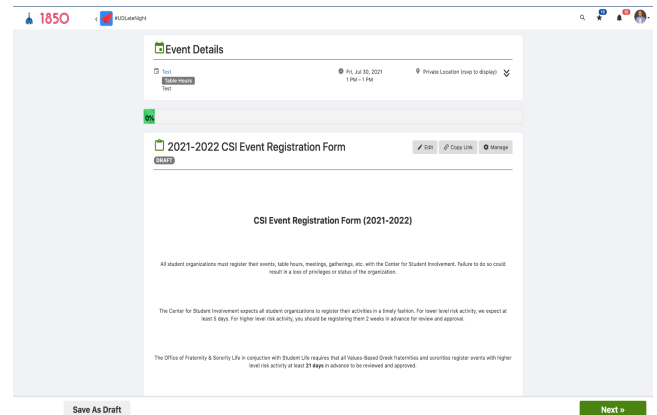 1850
#UDLateNight
Event Details
Test
Table Hours
Test
Fri, Jul 30, 2021
1 PM – 1 PM
Private Location (rsvp to display)
0%
2021-2022 CSI Event Registration Form
DRAFT
Edit
Copy Link
Manage
CSI Event Registration Form (2021-2022)
All student organizations must register their events, table hours, meetings, gatherings, etc. with the Center for Student Involvement. Failure to do so could
result in a loss of privileges or status of the organization.
The Center for Student Involvement expects all student organizations to register their activities in a timely fashion. For lower level risk activity, we expect at
least 5 days. For higher level risk activity, you should be registering them 2 weeks in advance for review and approval.
The Office of Fraternity & Sorority Life in conjuction with Student Life requires that all Values-Based Greek fraternities and sororities register events with higher
level risk activity at least 21 days in advance to be reviewed and approved.
Save As Draft
Next »